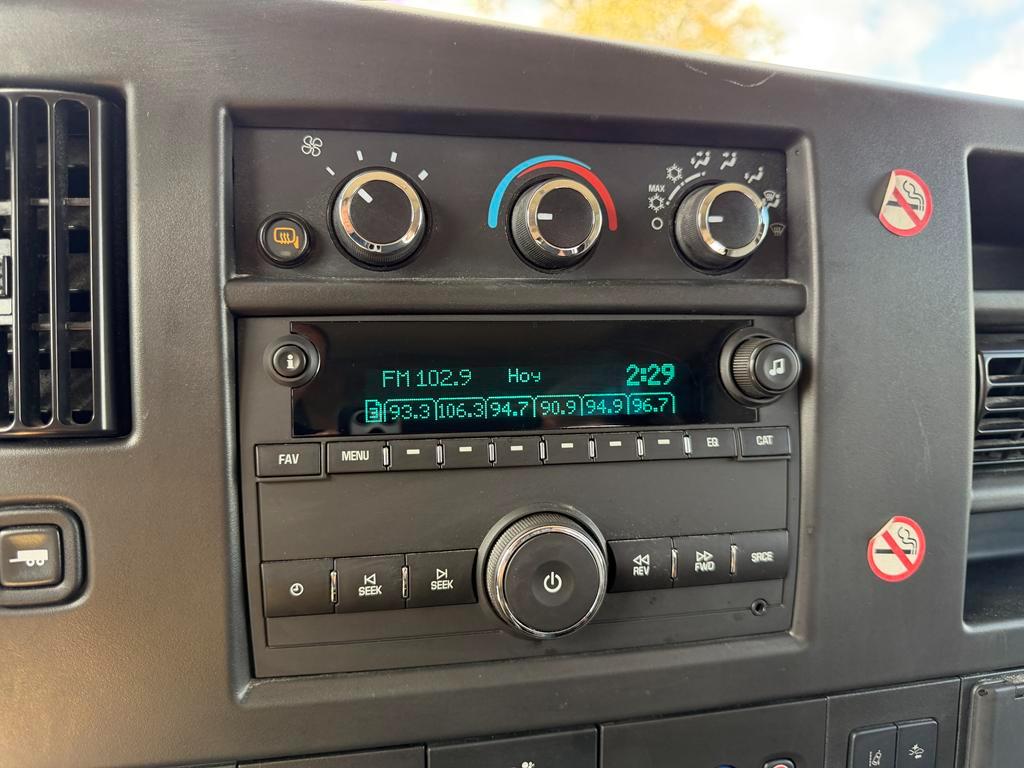 MAX
FM 102.9 Hoy 2:29
3 93.3 106.3 94.7 90.9 94.9 96.7
FAV MENU EQ CAT
SEEK SEEK REV FWD SRCE